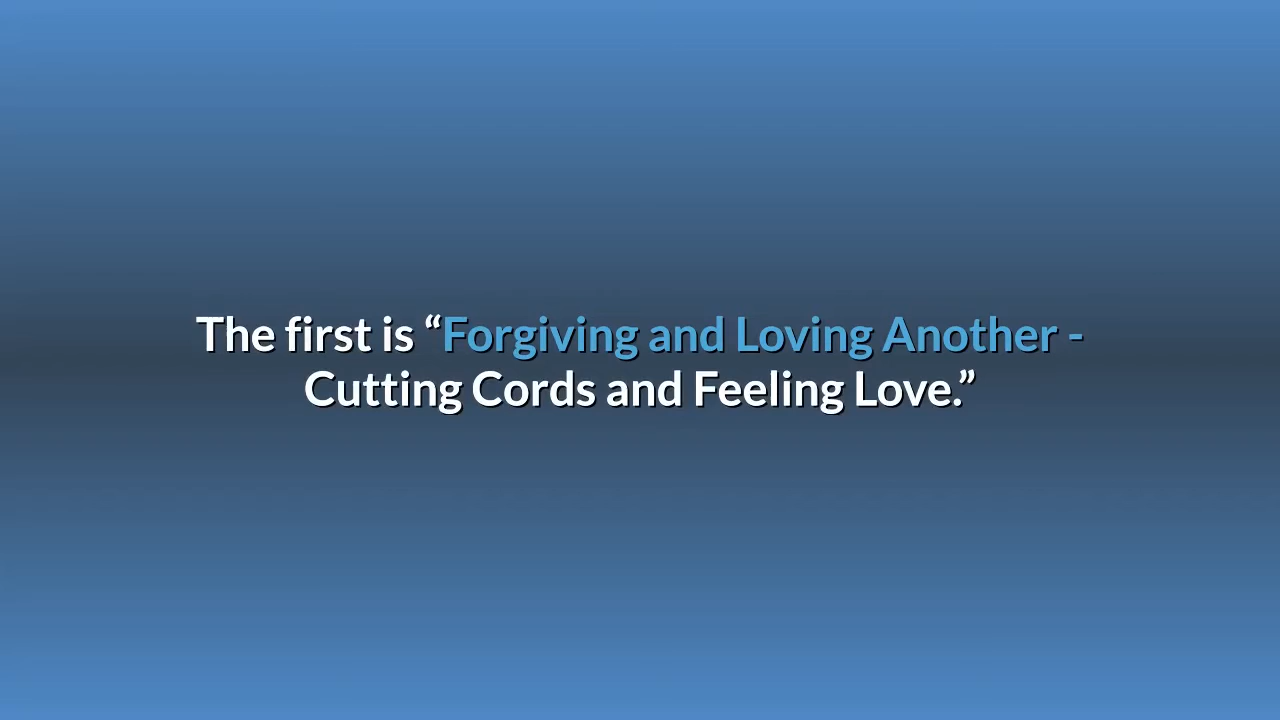 The first is “Forgiving and Loving Another -
Cutting Cords and Feeling Love.”